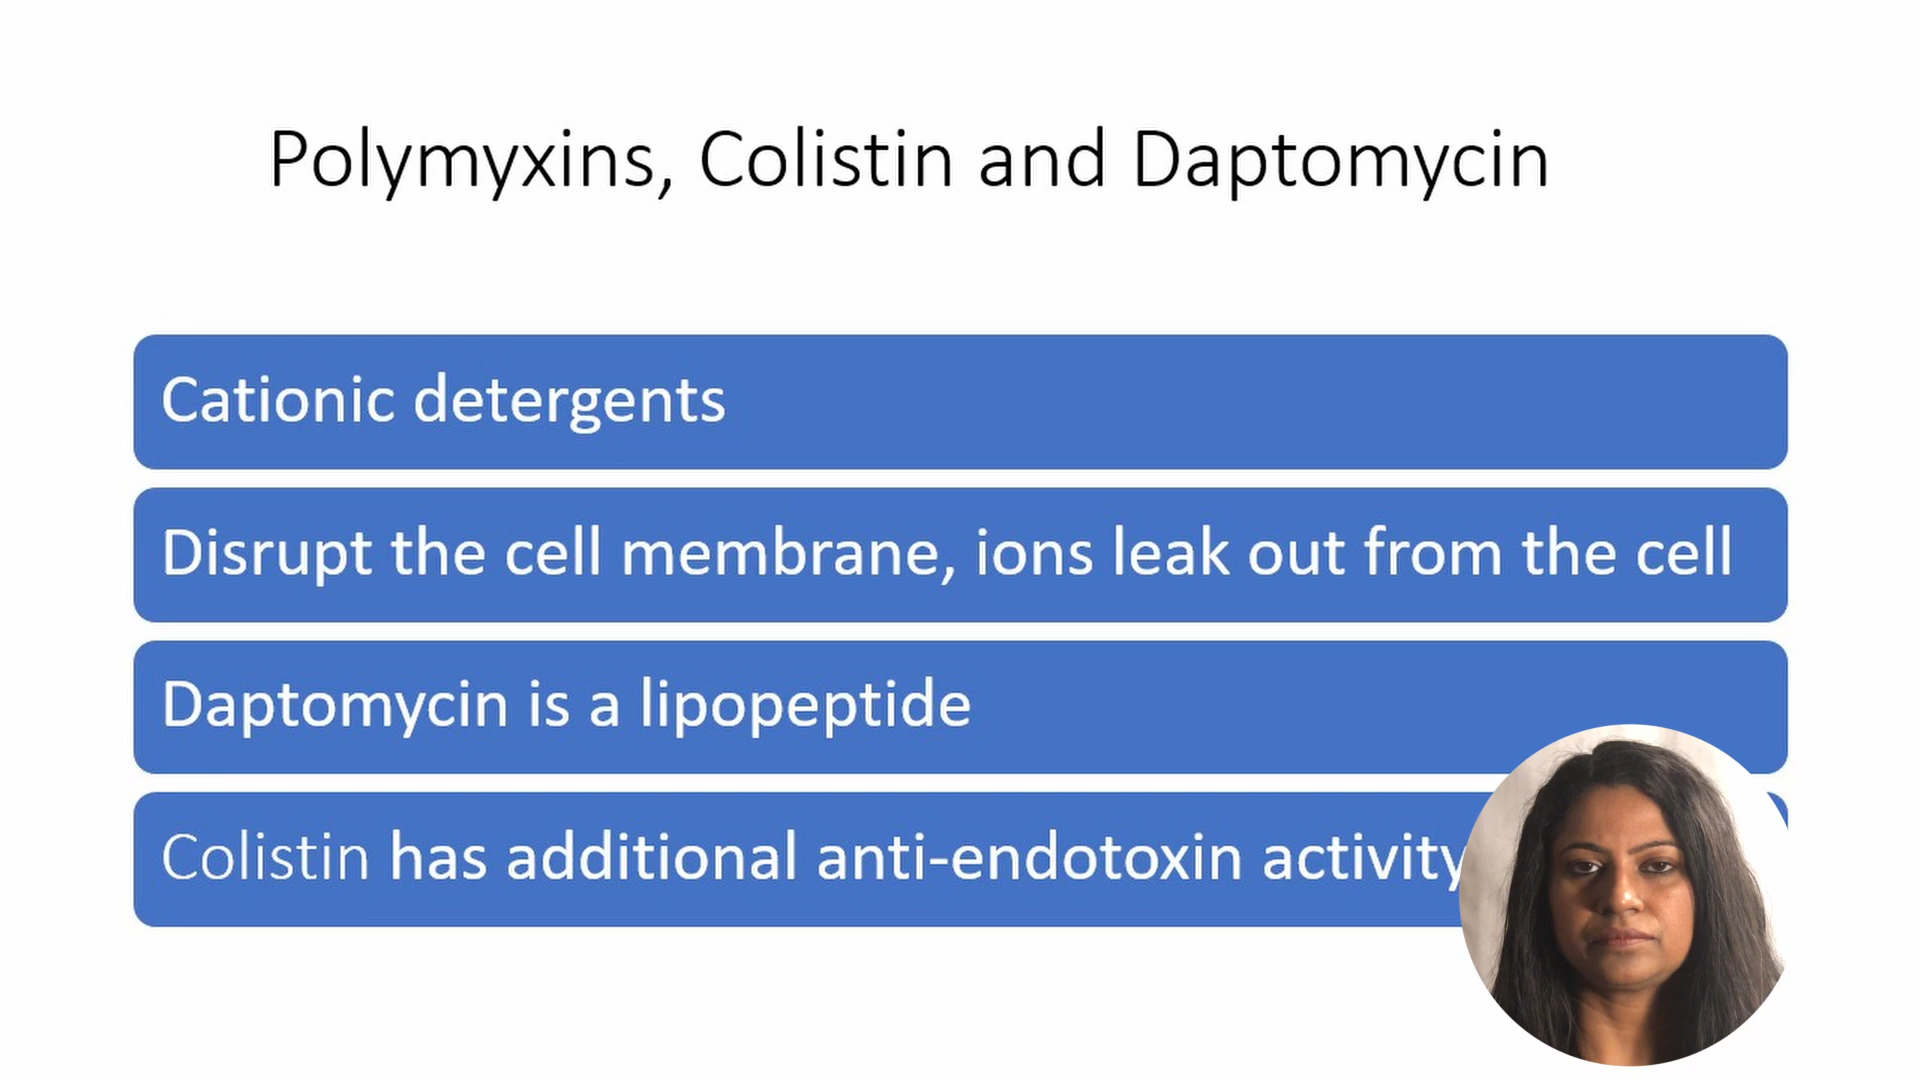 Polymyxins, Colistin and Daptomycin
Cationic detergents
Disrupt the cell membrane, ions leak out from the cell
Daptomycin is a lipopeptide
Colistin has additional anti-endotoxin activity